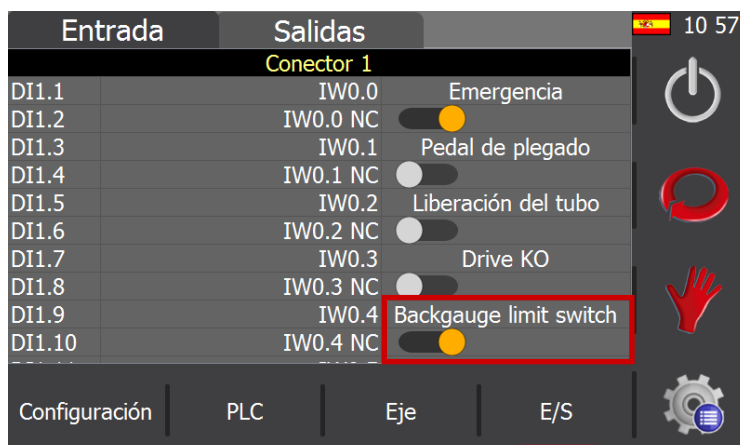 Entrada Salidas 10 57
Conector 1
DI1.1 IW0.0 Emergencia
DI1.2 IW0.0 NC
DI1.3 IW0.1 Pedal de plegado
DI1.4 IW0.1 NC
DI1.5 IW0.2 Liberación del tubo
DI1.6 IW0.2 NC
DI1.7 IW0.3 Drive KO
DI1.8 IW0.3 NC
DI1.9 IW0.4 Backgauge limit switch
DI1.10 IW0.4 NC
Configuración PLC Eje E/S